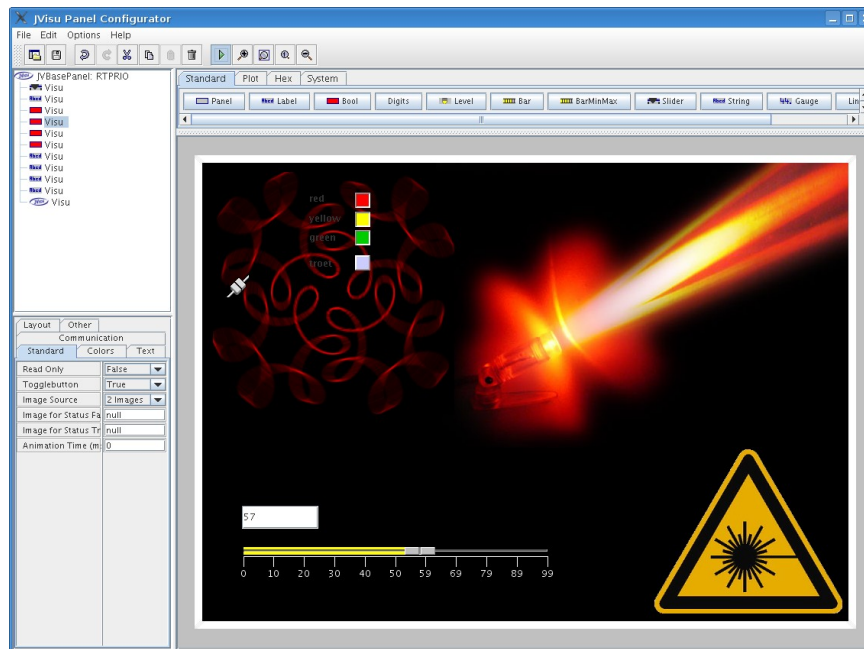 JVisu Panel Configurator
File Edit Options Help
JVBasePanel: RTPRIO
Visu
Visu
Visu
Visu
Visu
Visu
Visu
Visu
Visu
Visu
Visu
Standard Plot Hex System
Panel Label Bool Digits Level Bar BarMinMax Slider String Gauge Lin
red
yellow
green
troet
Layout Other
Communication
Standard Colors Text
Read Only False
Togglebutton True
Image Source 2 Images
Image for Status Fa null
Image for Status Tr null
Animation Time (m 0
57
0 10 20 30 40 50 59 69 79 89 99